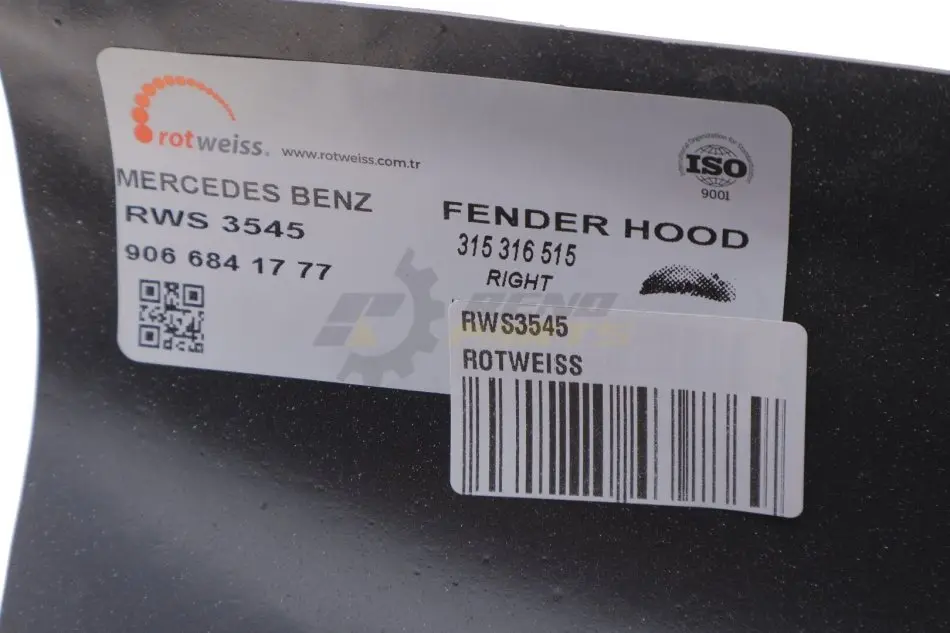 rotweiss® www.rotweiss.com.tr
MERCEDES BENZ
RWS 3545
906 684 17 77
ISO
9001
FENDER HOOD
315 316 515
RIGHT
RWS3545
ROTWEISS